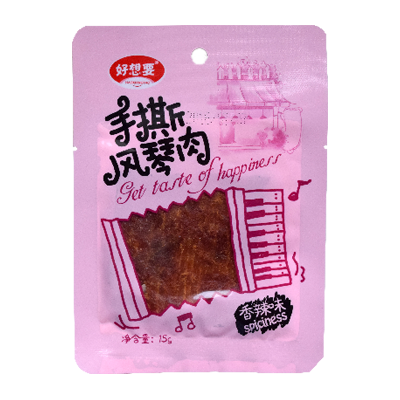 好想要
手撕
风琴肉
Get taste of happiness
香辣味
spiciness
净含量: 15g